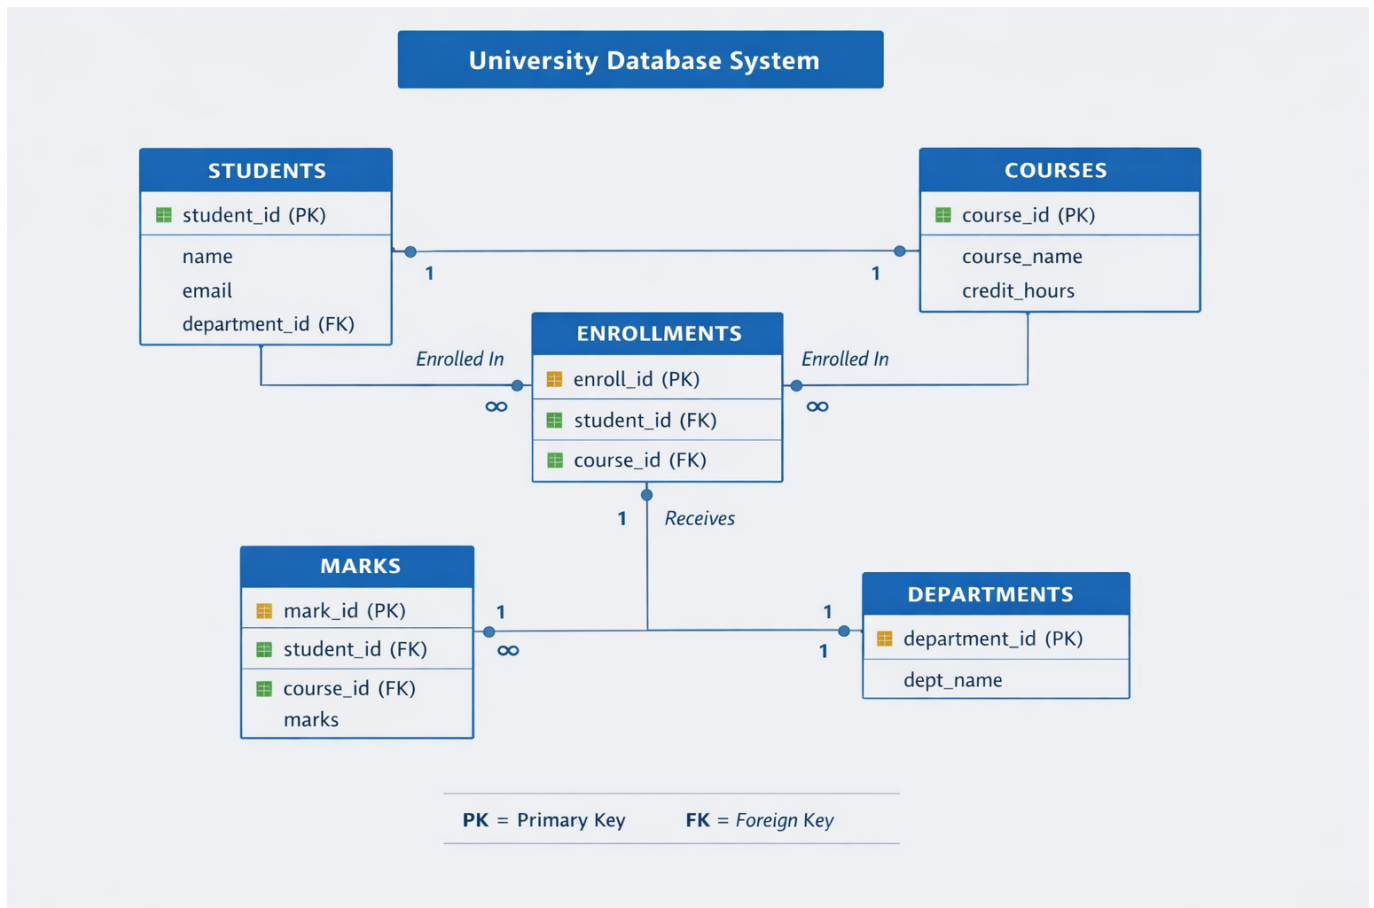 University Database System
STUDENTS
student_id (PK)
name
email
department_id (FK)
COURSES
course_id (PK)
course_name
credit_hours
1
1
ENROLLMENTS
enroll_id (PK)
student_id (FK)
course_id (FK)
Enrolled In
∞
Enrolled In
∞
1
Receives
MARKS
mark_id (PK)
student_id (FK)
course_id (FK)
marks
1
∞
1
1
DEPARTMENTS
department_id (PK)
dept_name
PK = Primary Key FK = Foreign Key